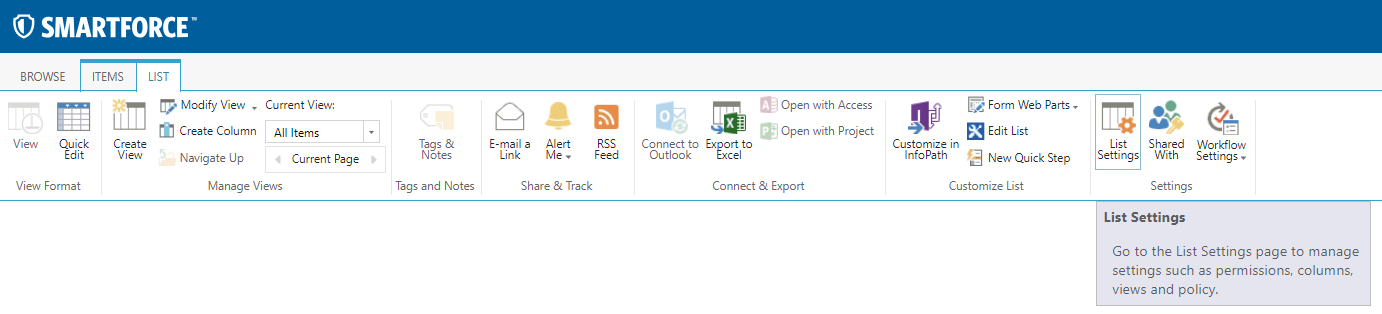 SMARTFORCE™
BROWSE
ITEMS
LIST
View
Quick
Edit
View Format
Create
View
Modify View
Create Column
Navigate Up
Current View:
All Items
Current Page
Manage Views
Tags &
Notes
Tags and Notes
E-mail a
Link
Alert
Me
RSS
Feed
Share & Track
Connect to
Outlook
Export to
Excel
Open with Access
Open with Project
Connect & Export
Customize in
InfoPath
Form Web Parts
Edit List
New Quick Step
Customize List
List
Settings
Shared
With
Workflow
Settings
Settings
List Settings
Go to the List Settings page to manage
settings such as permissions, columns,
views and policy.